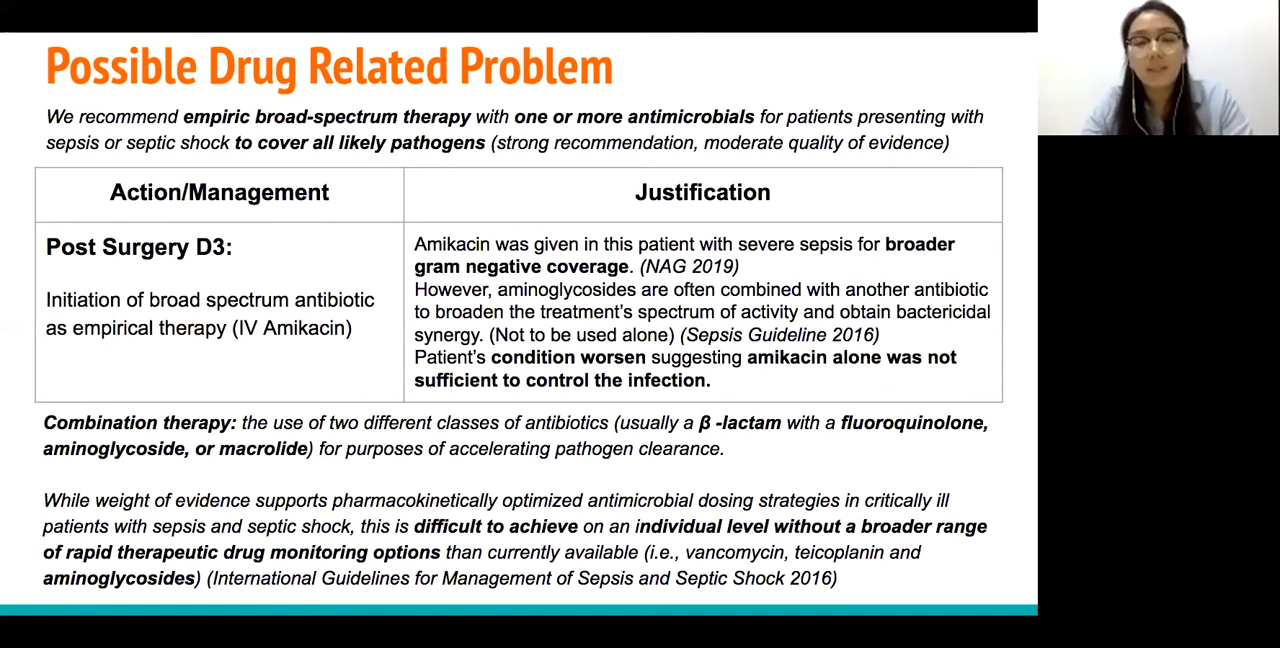 Possible Drug Related Problem
We recommend empiric broad-spectrum therapy with one or more antimicrobials for patients presenting with
sepsis or septic shock to cover all likely pathogens (strong recommendation, moderate quality of evidence)
Action/Management
Justification
Post Surgery D3:
Initiation of broad spectrum antibiotic
as empirical therapy (IV Amikacin)
Amikacin was given in this patient with severe sepsis for broader
gram negative coverage. (NAG 2019)
However, aminoglycosides are often combined with another antibiotic
to broaden the treatment's spectrum of activity and obtain bactericidal
synergy. (Not to be used alone) (Sepsis Guideline 2016)
Patient's condition worsen suggesting amikacin alone was not
sufficient to control the infection.
Combination therapy: the use of two different classes of antibiotics (usually a β -lactam with a fluoroquinolone,
aminoglycoside, or macrolide) for purposes of accelerating pathogen clearance.
While weight of evidence supports pharmacokinetically optimized antimicrobial dosing strategies in critically ill
patients with sepsis and septic shock, this is difficult to achieve on an individual level without a broader range
of rapid therapeutic drug monitoring options than currently available (i.e., vancomycin, teicoplanin and
aminoglycosides) (International Guidelines for Management of Sepsis and Septic Shock 2016)